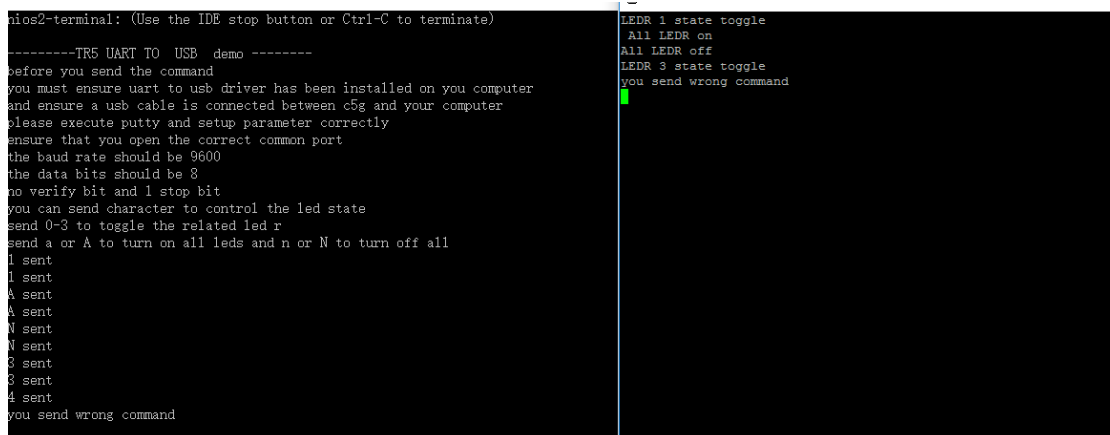 nios2-terminal: (Use the IDE stop button or Ctrl-C to terminate)
---------TR5 UART TO  USB  demo --------
before you send the command
you must ensure uart to usb driver has been installed on you computer
and ensure a usb cable is connected between c5g and your computer
please execute putty and setup parameter correctly
ensure that you open the correct common port
the baud rate should be 9600
the data bits should be 8
no verify bit and 1 stop bit
you can send character to control the led state
send 0-3 to toggle the related led r
send a or A to turn on all leds and n or N to turn off all
1 sent
1 sent
A sent
A sent
N sent
N sent
3 sent
3 sent
4 sent
you send wrong command
LEDR 1 state toggle
All LEDR on
All LEDR off
LEDR 3 state toggle
you send wrong command